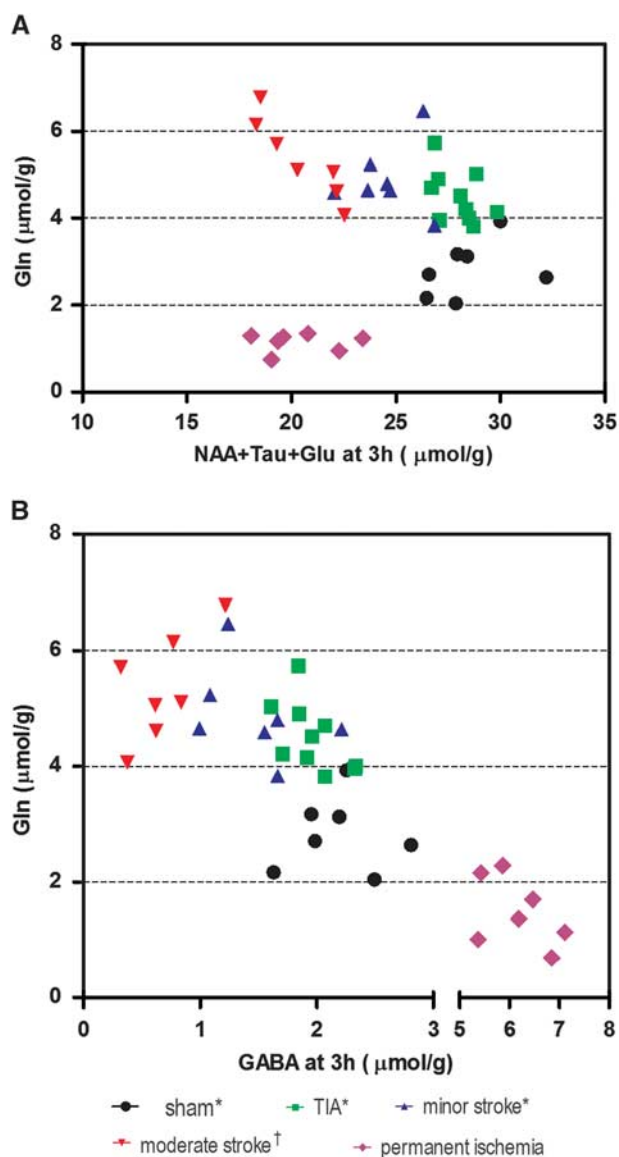 A
8
6
4
2
0
Gln (μmol/g)
10 15 20 25 30 35
NAA+Tau+Glu at 3h ( μmol/g)
B
8
6
4
2
0
Gln (μmol/g)
0 1 2 3 5 6 7 8
GABA at 3h ( μmol/g)
sham* TIA* minor stroke*
moderate stroke† permanent ischemia